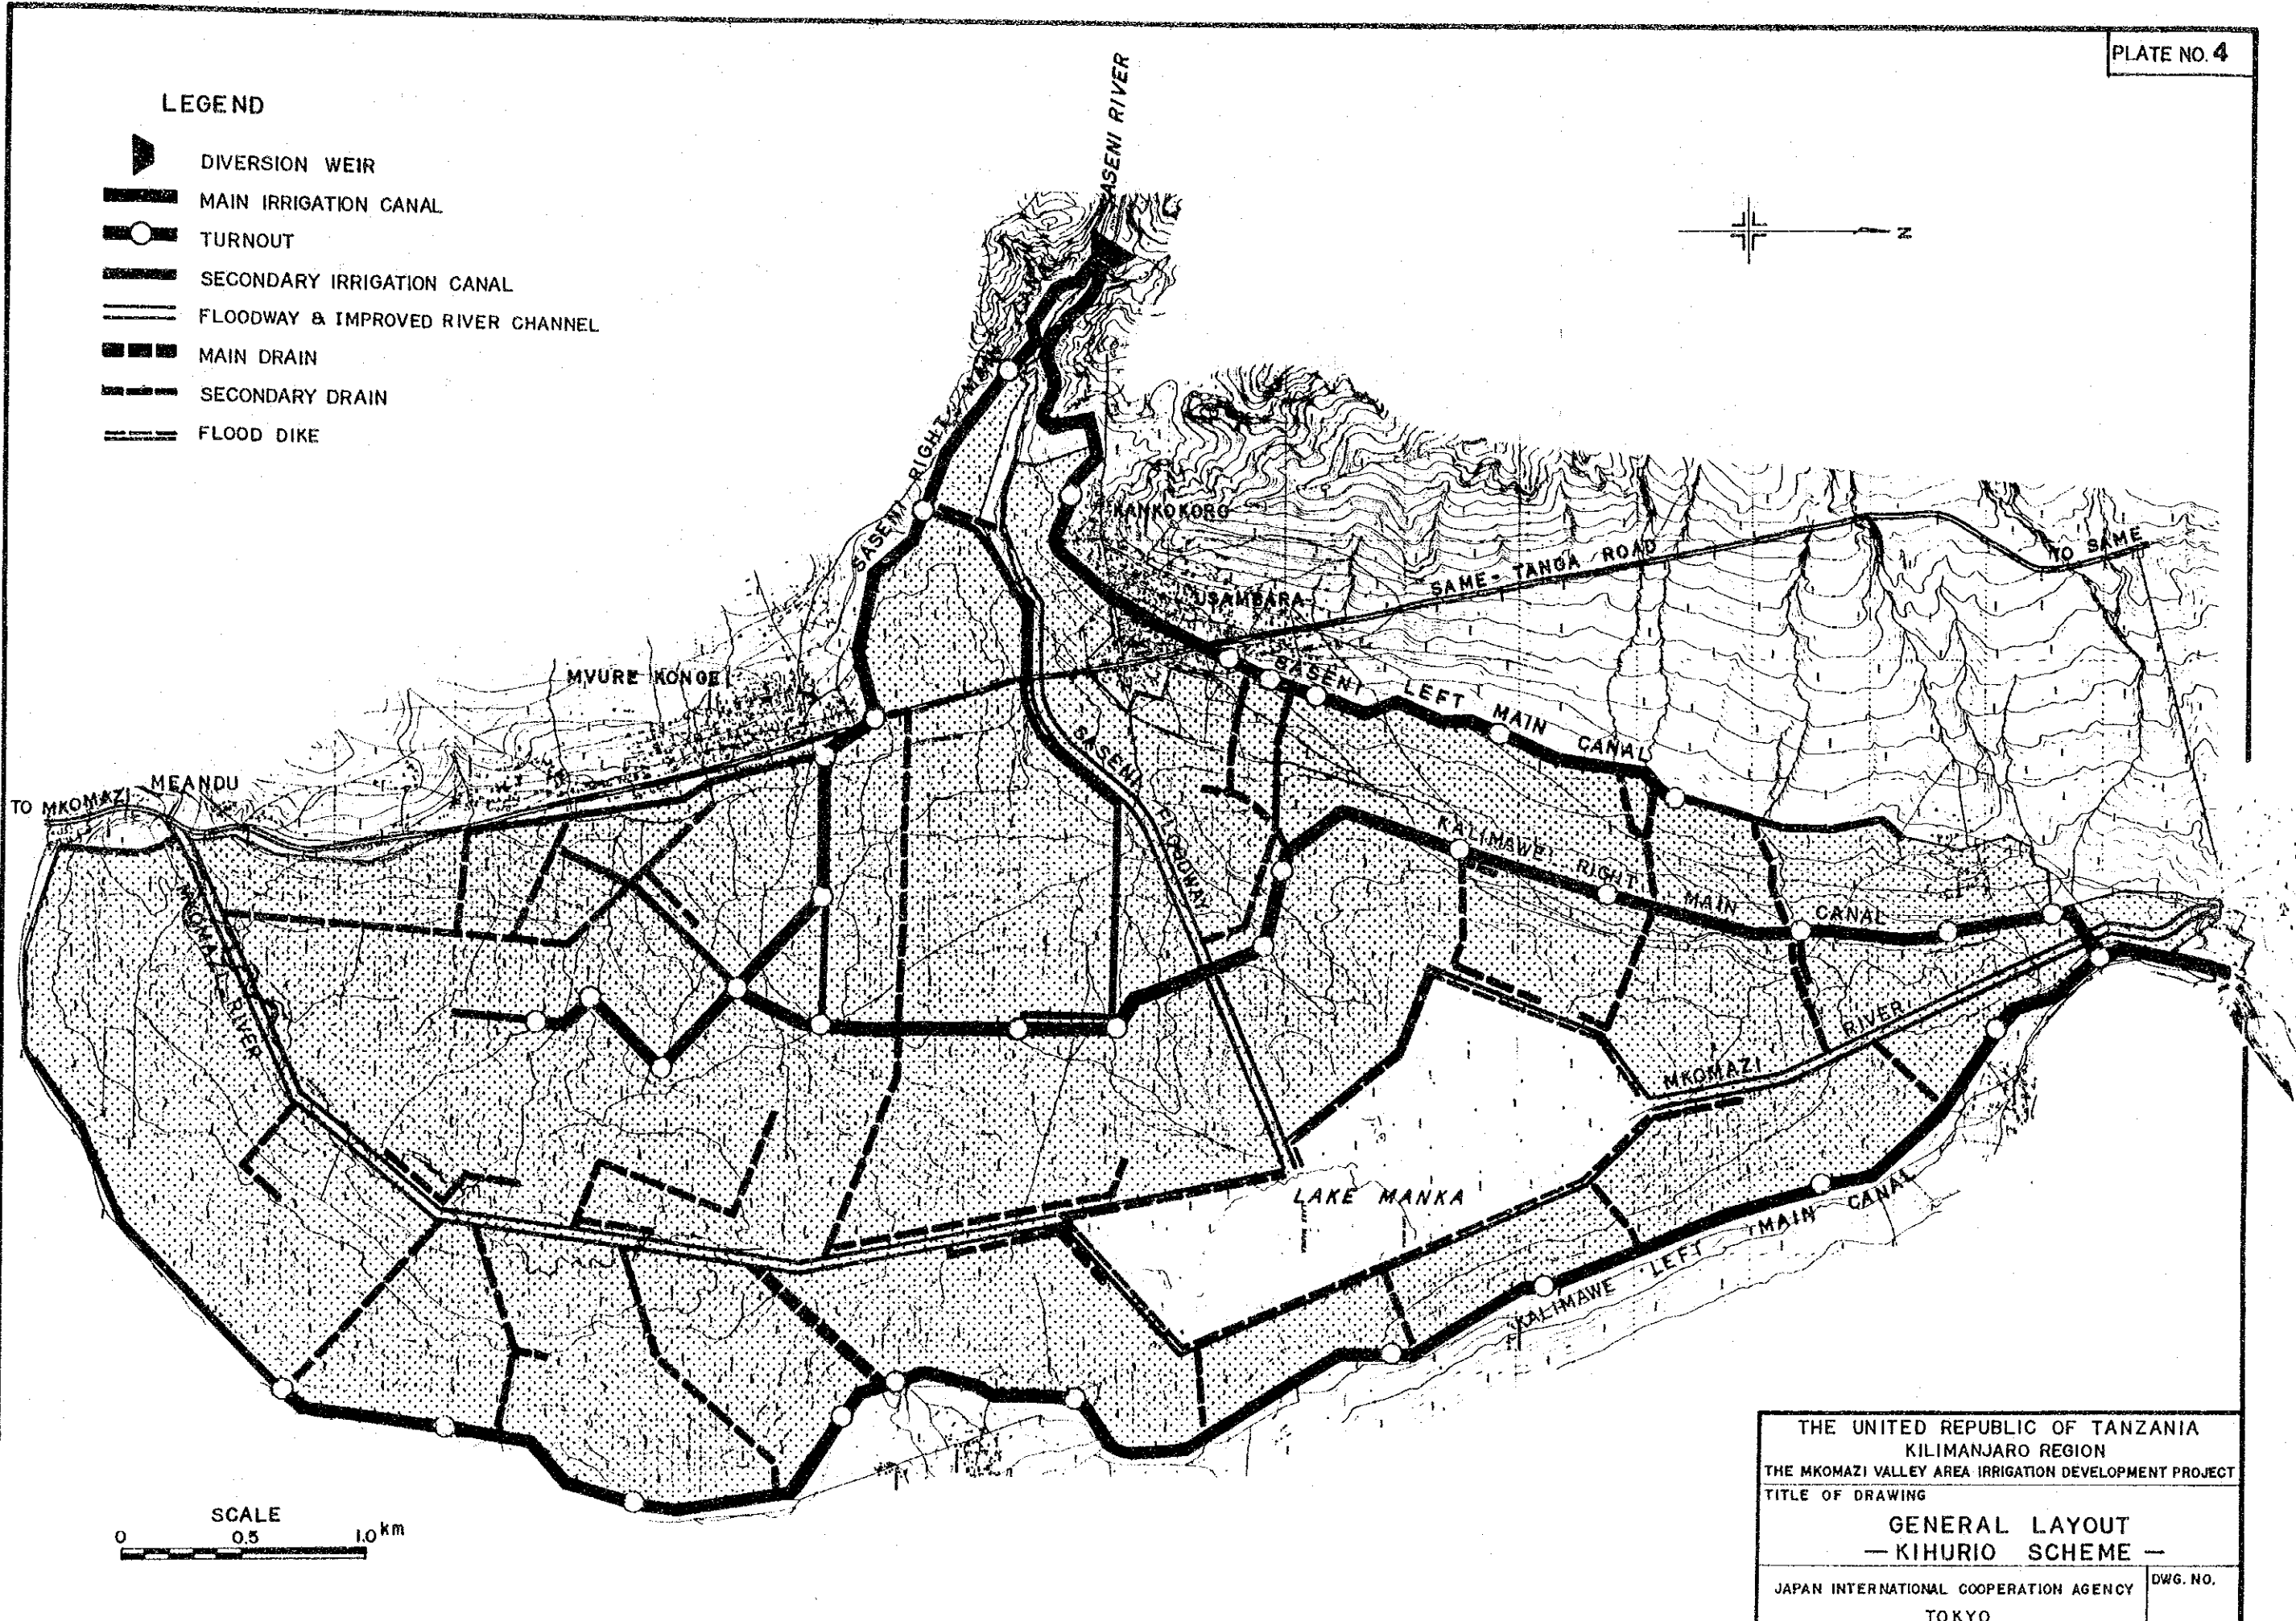 PLATE NO. 4
LEGEND
DIVERSION WEIR
MAIN IRRIGATION CANAL
TURNOUT
SECONDARY IRRIGATION CANAL
FLOODWAY & IMPROVED RIVER CHANNEL
MAIN DRAIN
SECONDARY DRAIN
FLOOD DIKE
SASENI RIVER
N
SASENI RIGHT MAIN
KANKOKORO
USAMBARA
SAME - TANGA ROAD
TO SAME
MVURE KONGE
SASENI LEFT MAIN CANAL
TO MKOMAZI
MEANDU
SASENI FLOODWAY
KALIMAWE RIGHT MAIN CANAL
MKOMAZI RIVER
MKOMAZI RIVER
LAKE MANKA
KALIMAWE LEFT MAIN CANAL
SCALE
0 0.5 1.0 km
THE UNITED REPUBLIC OF TANZANIA
KILIMANJARO REGION
THE MKOMAZI VALLEY AREA IRRIGATION DEVELOPMENT PROJECT
TITLE OF DRAWING
GENERAL LAYOUT
— KIHURIO SCHEME —
JAPAN INTERNATIONAL COOPERATION AGENCY
TOKYO
DWG. NO.